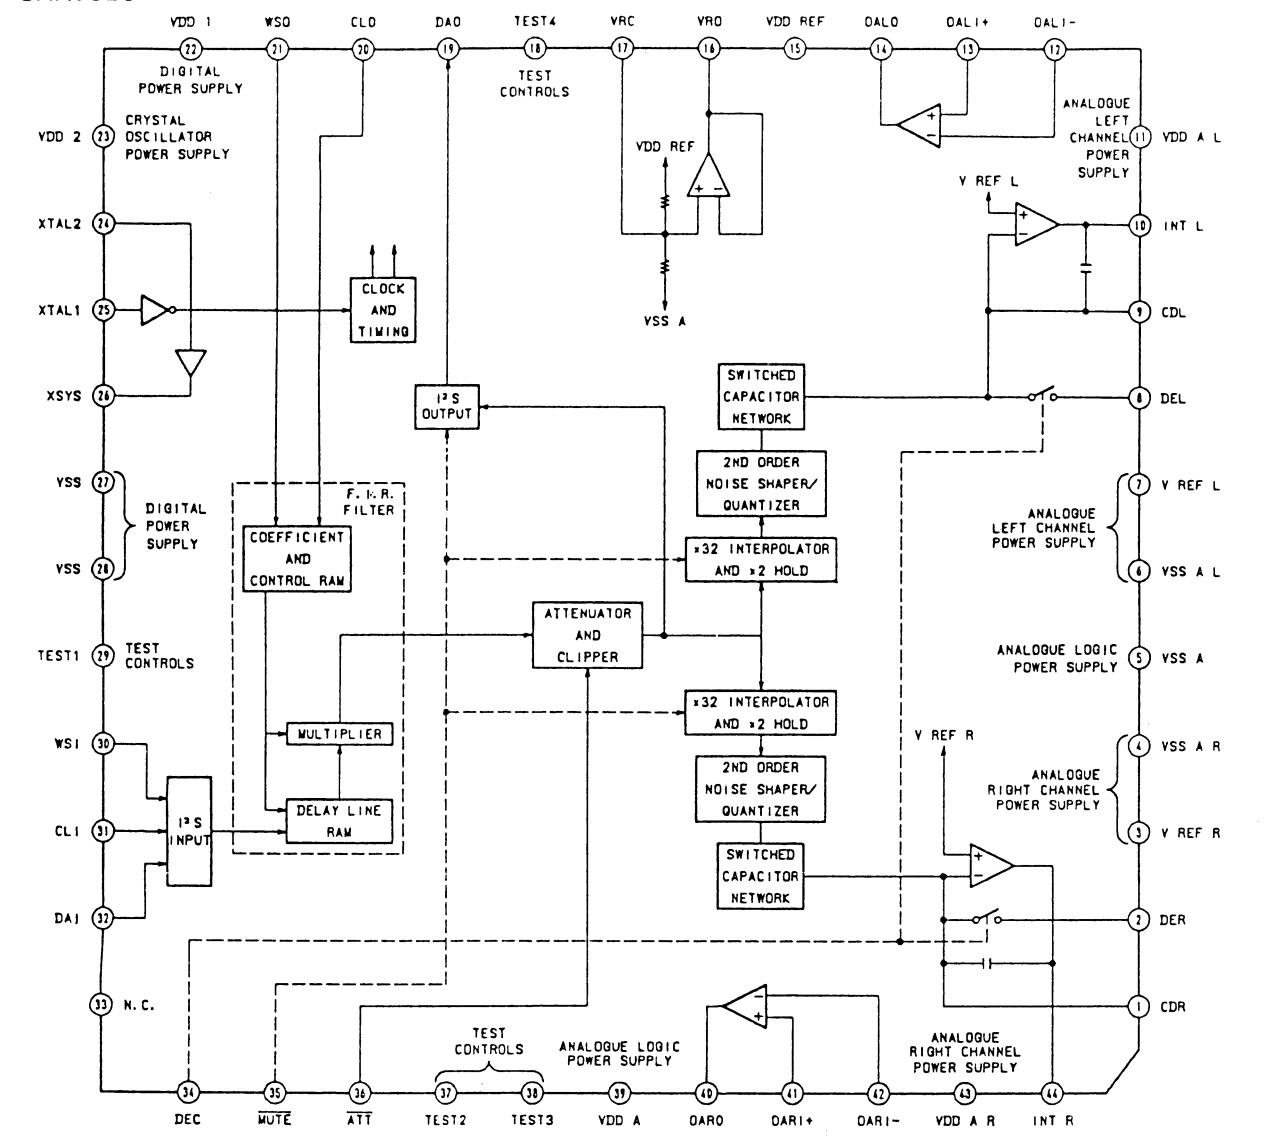 VDD 1 WSO CLO DAO TEST4 VRC VRO VDD REF OALO OALI+ OALI-
22 21 20 19 18 17 16 15 14 13 12
DIGITAL
POWER SUPPLY
TEST
CONTROLS
VDD 2 23
CRYSTAL
OSCILLATOR
POWER SUPPLY
ANALOGUE
LEFT
CHANNEL
POWER
SUPPLY
11 VDD A L
+
-
VDD REF
+ -
VSS A
V REF L
+
-
XTAL2 24
10 INT L
XTAL1 25
CLOCK
AND
TIMING
9 CDL
XSYS 26
I²S
OUTPUT
SWITCHED
CAPACITOR
NETWORK
8 DEL
VSS 27
DIGITAL
POWER
SUPPLY
VSS 28
F.I.R.
FILTER
COEFFICIENT
AND
CONTROL RAM
2ND ORDER
NOISE SHAPER/
QUANTIZER
×32 INTERPOLATOR
AND ×2 HOLD
7 V REF L
ANALOGUE
LEFT CHANNEL
POWER SUPPLY
6 VSS A L
TEST1 29
TEST
CONTROLS
ATTENUATOR
AND
CLIPPER
ANALOGUE LOGIC
POWER SUPPLY
5 VSS A
×32 INTERPOLATOR
AND ×2 HOLD
WSI 30
MULTIPLIER
V REF R
4 VSS A R
ANALOGUE
RIGHT CHANNEL
POWER SUPPLY
3 V REF R
2ND ORDER
NOISE SHAPER/
QUANTIZER
CLI 31
I²S
INPUT
DELAY LINE
RAM
SWITCHED
CAPACITOR
NETWORK
+
-
DAI 32
2 DER
33 N.C.
-
+
1 CDR
TEST
CONTROLS
ANALOGUE LOGIC
POWER SUPPLY
ANALOGUE
RIGHT CHANNEL
POWER SUPPLY
34 35 36 37 38 39 40 41 42 43 44
DEC MUTE ATT TEST2 TEST3 VDD A OARO OARI+ OARI- VDD A R INT R